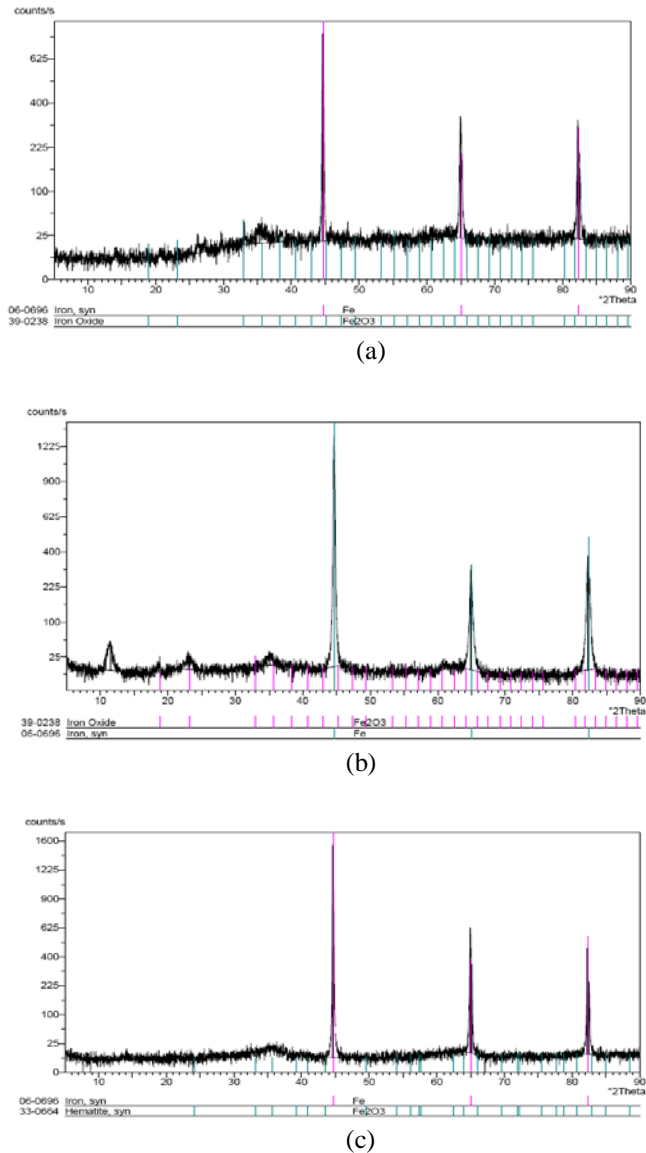 counts/s
625
400
225
100
25
0
10 20 30 40 50 60 70 80 90
°2Theta
06-0696 Iron, syn Fe
39-0238 Iron Oxide Fe2O3
(a)
counts/s
1225
900
625
400
225
100
25
0
10 20 30 40 50 60 70 80 90
°2Theta
39-0238 Iron Oxide Fe2O3
06-0696 Iron, syn Fe
(b)
counts/s
1600
1225
900
625
400
225
100
25
0
10 20 30 40 50 60 70 80 90
°2Theta
06-0696 Iron, syn Fe
33-0664 Hematite, syn Fe2O3
(c)